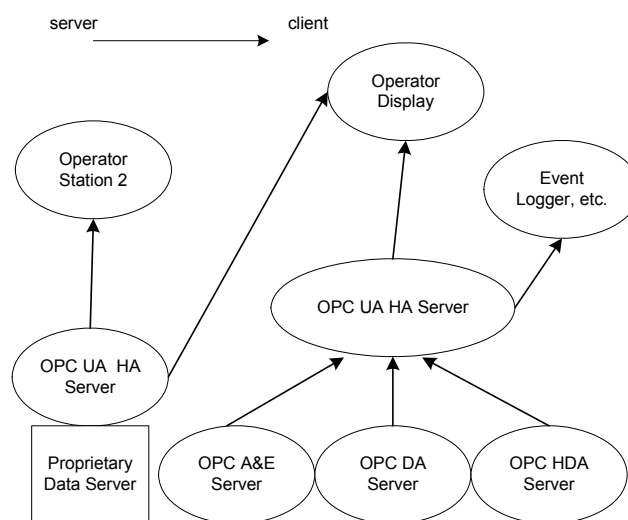 server
client
Operator
Display
Operator
Station 2
Event
Logger, etc.
OPC UA HA Server
OPC UA  HA
Server
Proprietary
Data Server
OPC A&E
Server
OPC DA
Server
OPC HDA
Server